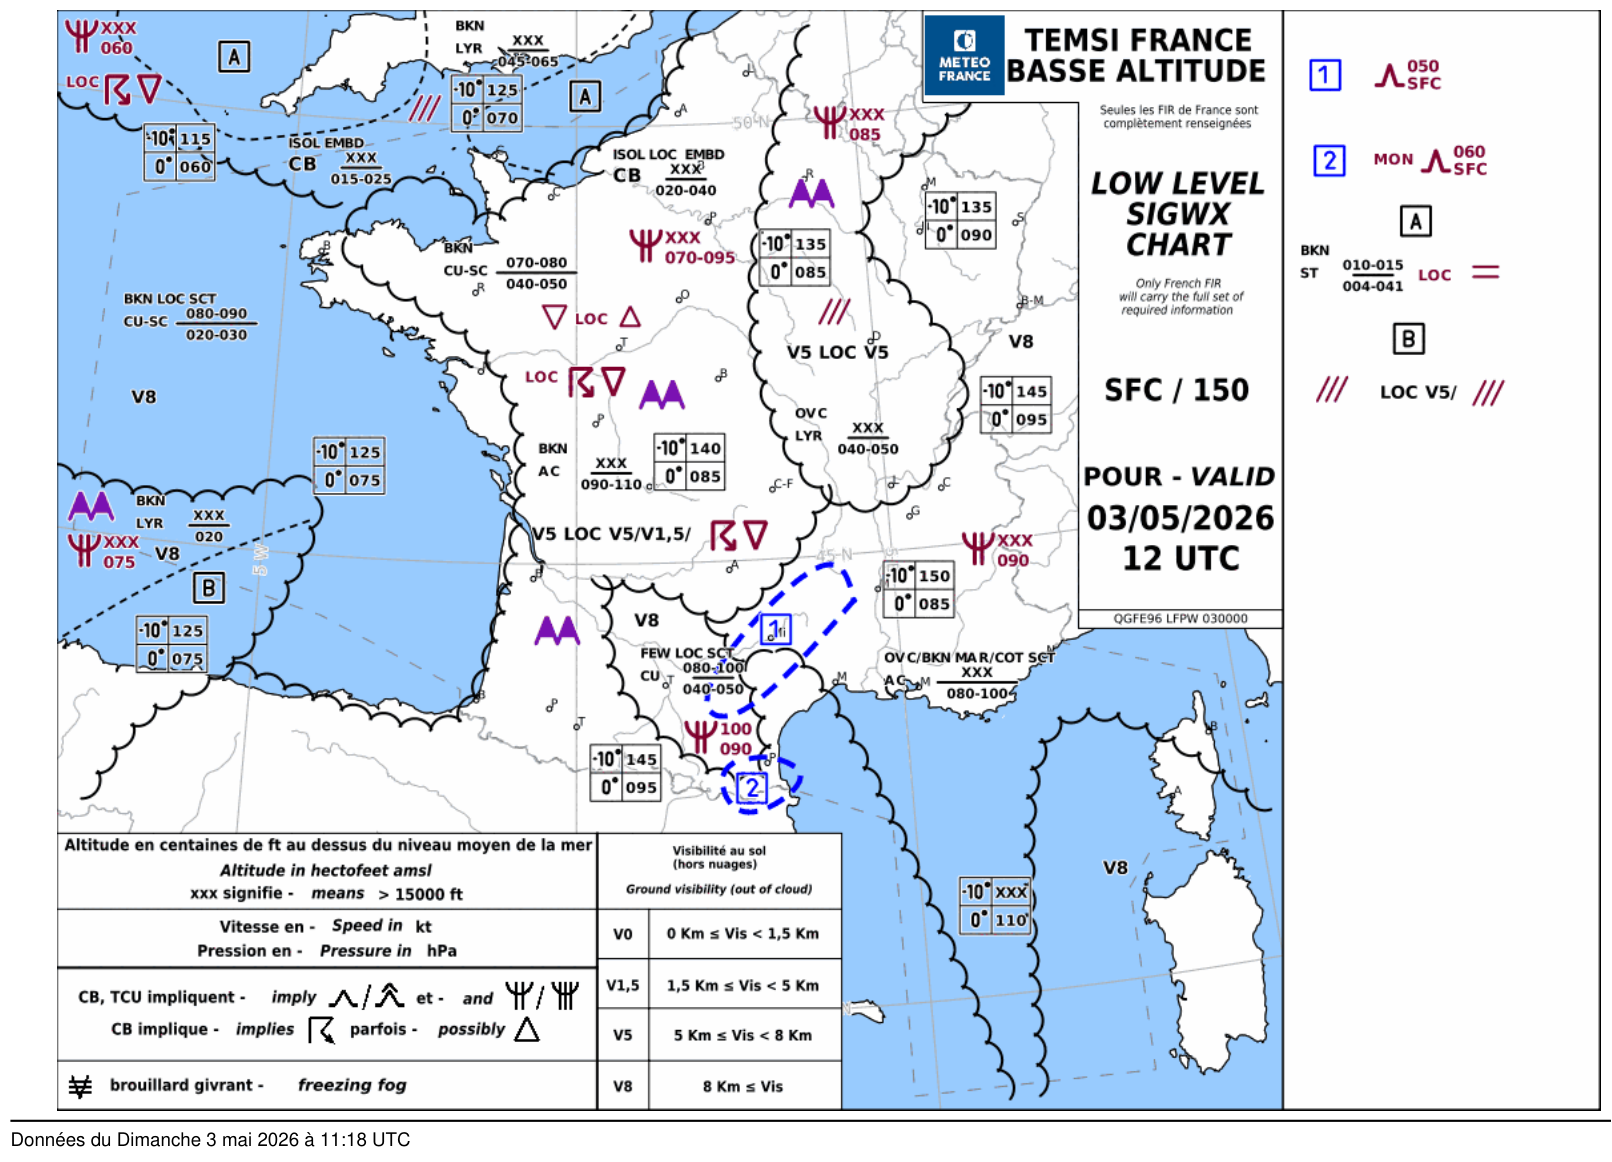 XXX
060
LOC
A
-10° 115
0° 060
BKN
LYR
XXX
045-065
-10° 125
0° 070
A
ISOL EMBD
CB
XXX
015-025
ISOL LOC EMBD
CB
XXX
020-040
50 N
XXX
085
BKN
CU-SC
070-080
040-050
XXX
070-095
-10° 135
0° 085
-10° 135
0° 090
BKN LOC SCT
CU-SC
080-090
020-030
LOC
B-M
V8
V5 LOC V5
LOC
V8
-10° 145
0° 095
OVC
LYR
XXX
040-050
BKN
AC
XXX
090-110
-10° 140
0° 085
C-F
-10° 125
0° 075
BKN
LYR
XXX
020
XXX
075
V8
5 W
B
V5 LOC V5/V1,5/
45 N
XXX
090
-10° 150
0° 085
-10° 125
0° 075
V8
1
FEW LOC SCT
CU
080-100
040-050
OVC/BKN MAR/COT SCT
AC
XXX
080-100
100
090
2
-10° 145
0° 095
V8
-10° XXX
0° 110
METEO
FRANCE
TEMSI FRANCE
BASSE ALTITUDE
Seules les FIR de France sont
complètement renseignées
LOW LEVEL
SIGWX
CHART
Only French FIR
will carry the full set of
required information
SFC / 150
POUR - VALID
03/05/2026
12 UTC
QGFE96 LFPW 030000
1
050
SFC
2
MON
060
SFC
A
BKN
ST
010-015
004-041
LOC
B
LOC V5/
Altitude en centaines de ft au dessus du niveau moyen de la mer
Altitude in hectofeet amsl
xxx signifie - means > 15000 ft
Vitesse en - Speed in kt
Pression en - Pressure in hPa
CB, TCU impliquent - imply / et - and /
CB implique - implies parfois - possibly
brouillard givrant - freezing fog
Visibilité au sol
(hors nuages)
Ground visibility (out of cloud)
V0 0 Km ≤ Vis < 1,5 Km
V1,5 1,5 Km ≤ Vis < 5 Km
V5 5 Km ≤ Vis < 8 Km
V8 8 Km ≤ Vis
Données du Dimanche 3 mai 2026 à 11:18 UTC